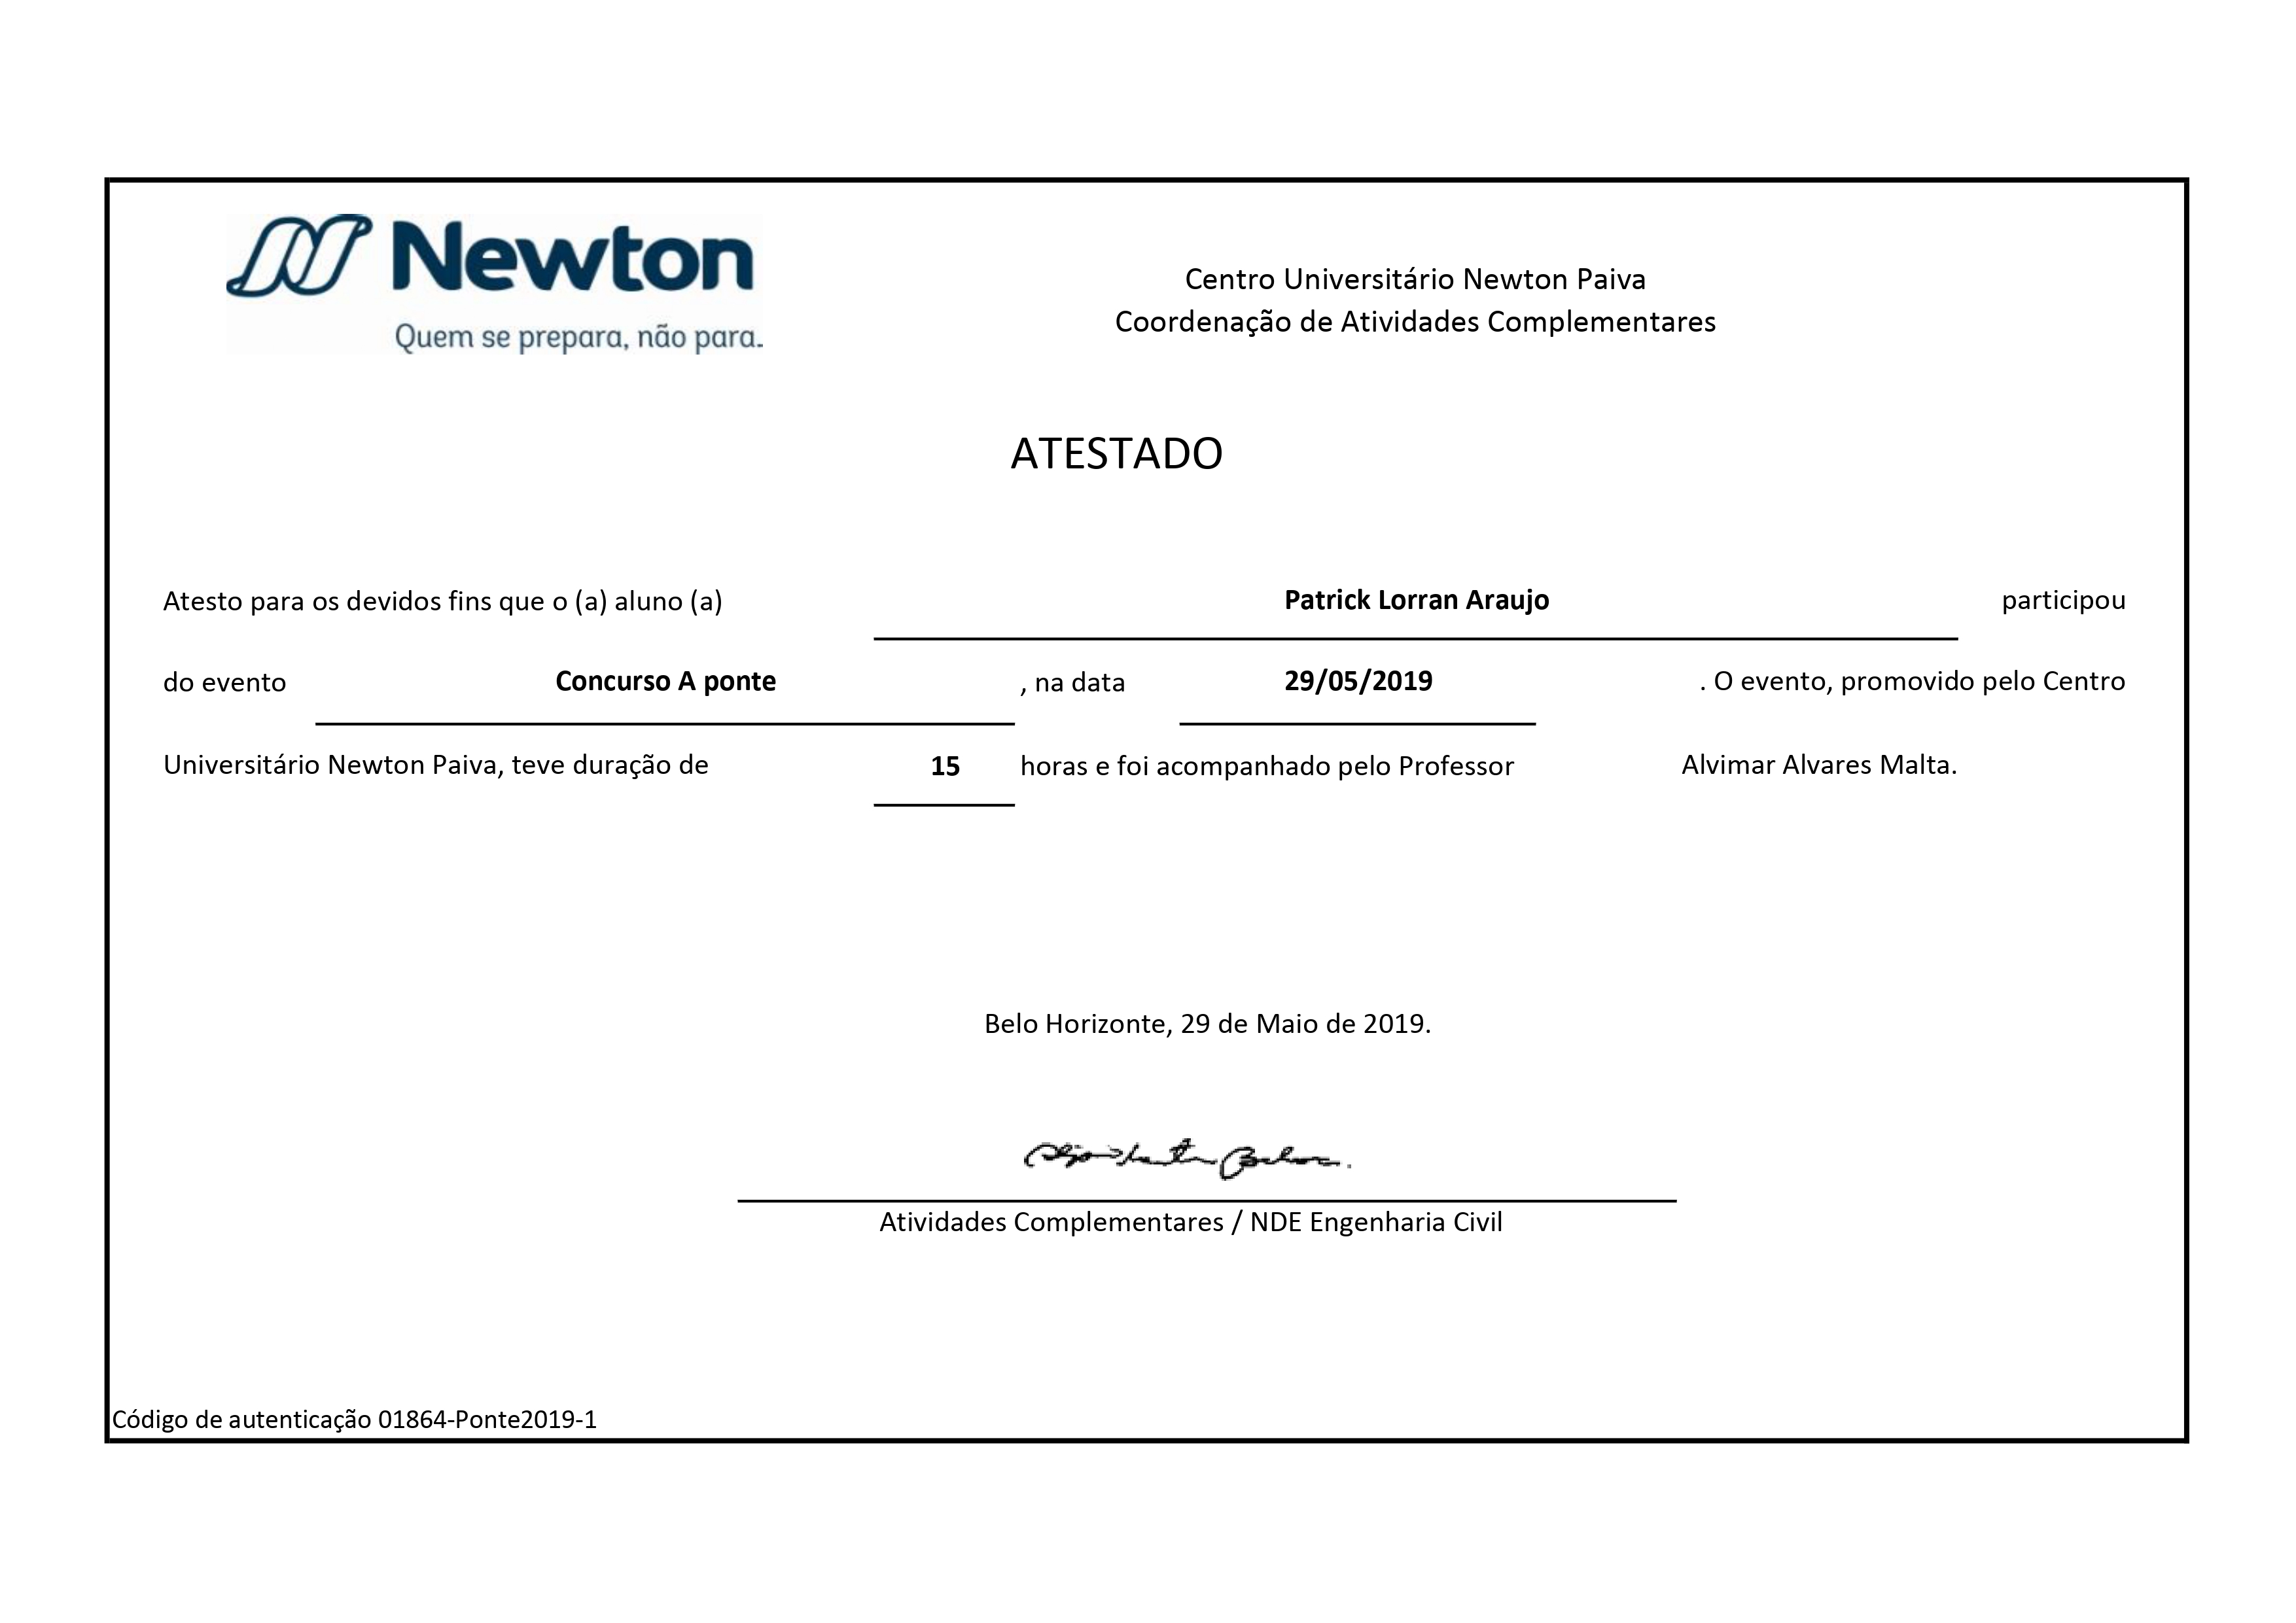 Newton
Quem se prepara, não para.
Centro Universitário Newton Paiva
Coordenação de Atividades Complementares
ATESTADO
Atesto para os devidos fins que o (a) aluno (a) Patrick Lorran Araujo participou
do evento Concurso A ponte , na data 29/05/2019 . O evento, promovido pelo Centro
Universitário Newton Paiva, teve duração de 15 horas e foi acompanhado pelo Professor Alvimar Alvares Malta.
Belo Horizonte, 29 de Maio de 2019.
Atividades Complementares / NDE Engenharia Civil
Código de autenticação 01864-Ponte2019-1